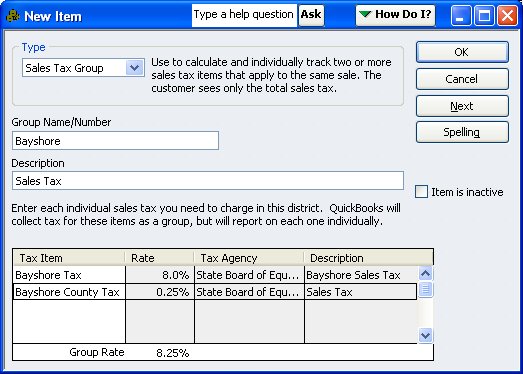 New Item
Type a help question Ask
How Do I?
Type
Sales Tax Group
Use to calculate and individually track two or more
sales tax items that apply to the same sale. The
customer sees only the total sales tax.
OK
Cancel
Next
Spelling
Group Name/Number
Bayshore
Description
Sales Tax
Item is inactive
Enter each individual sales tax you need to charge in this district. QuickBooks will
collect tax for these items as a group, but will report on each one individually.
Tax Item Rate Tax Agency Description
Bayshore Tax 8.0% State Board of Equ... Bayshore Sales Tax
Bayshore County Tax 0.25% State Board of Equ... Sales Tax
Group Rate 8.25%